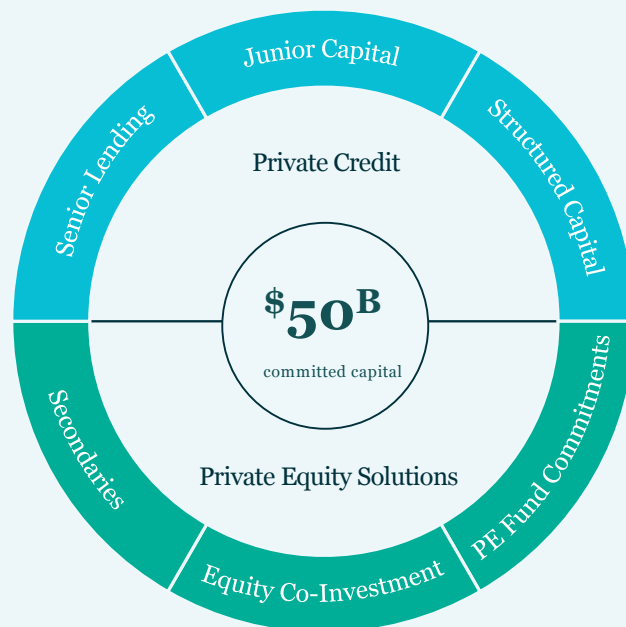 Junior Capital
Senior Lending
Structured Capital
Private Credit
$50B
committed capital
Private Equity Solutions
Secondaries
PE Fund Commitments
Equity Co-Investment